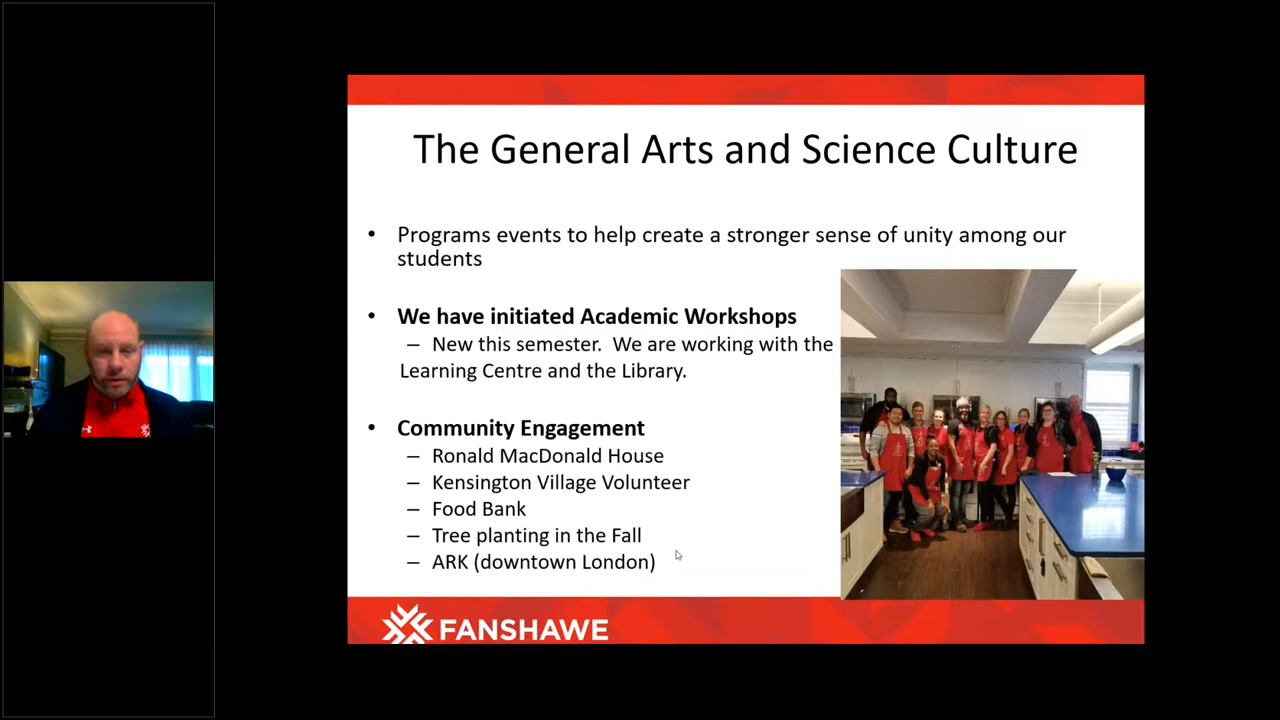 The General Arts and Science Culture
• Programs events to help create a stronger sense of unity among our
students
• We have initiated Academic Workshops
– New this semester. We are working with the
Learning Centre and the Library.
• Community Engagement
– Ronald MacDonald House
– Kensington Village Volunteer
– Food Bank
– Tree planting in the Fall
– ARK (downtown London)
FANSHAWE